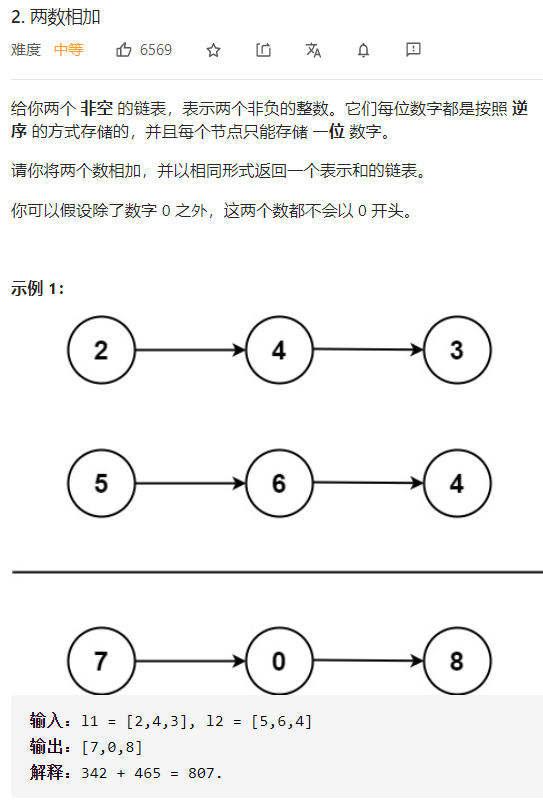 2. 两数相加
难度 中等 6569
给你两个 非空 的链表，表示两个非负的整数。它们每位数字都是按照 逆
序 的方式存储的，并且每个节点只能存储 一位 数字。
请你将两个数相加，并以相同形式返回一个表示和的链表。
你可以假设除了数字 0 之外，这两个数都不会以 0 开头。
示例 1：
2 4 3
5 6 4
7 0 8
输入：l1 = [2,4,3], l2 = [5,6,4]
输出：[7,0,8]
解释：342 + 465 = 807.